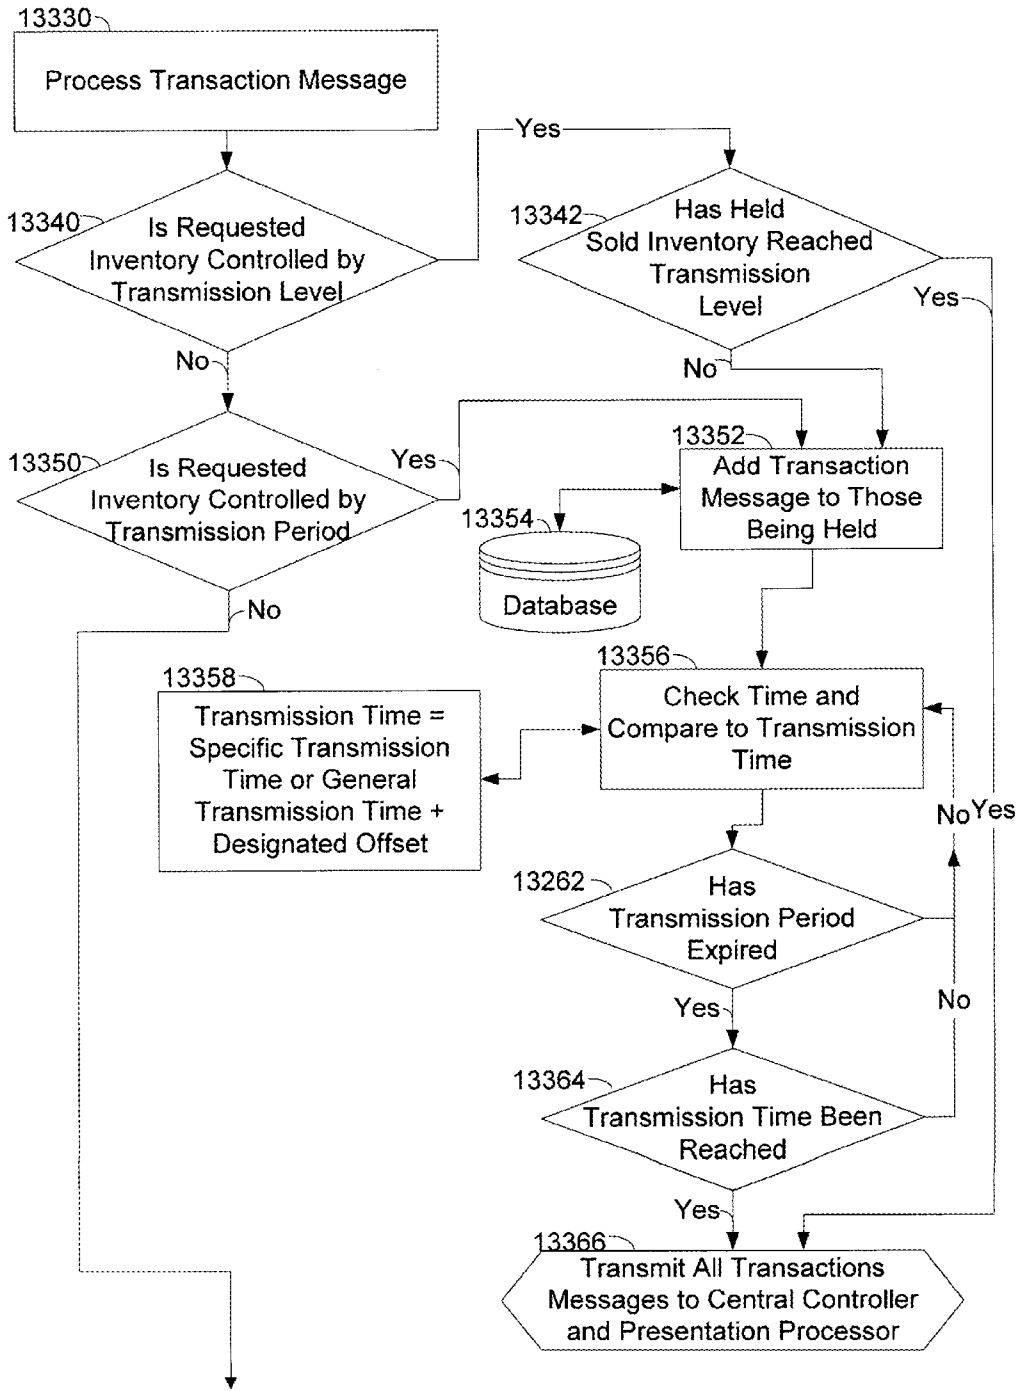 13330
Process Transaction Message
Yes
13340
Is Requested
Inventory Controlled by
Transmission Level
13342
Has Held
Sold Inventory Reached
Transmission
Level
Yes
No
No
13350
Is Requested
Inventory Controlled by
Transmission Period
Yes
13352
Add Transaction
Message to Those
Being Held
13354
Database
No
13356
Check Time and
Compare to Transmission
Time
13358
Transmission Time =
Specific Transmission
Time or General
Transmission Time +
Designated Offset
No
Yes
13262
Has
Transmission Period
Expired
Yes
No
13364
Has
Transmission Time Been
Reached
Yes
13366
Transmit All Transactions
Messages to Central Controller
and Presentation Processor